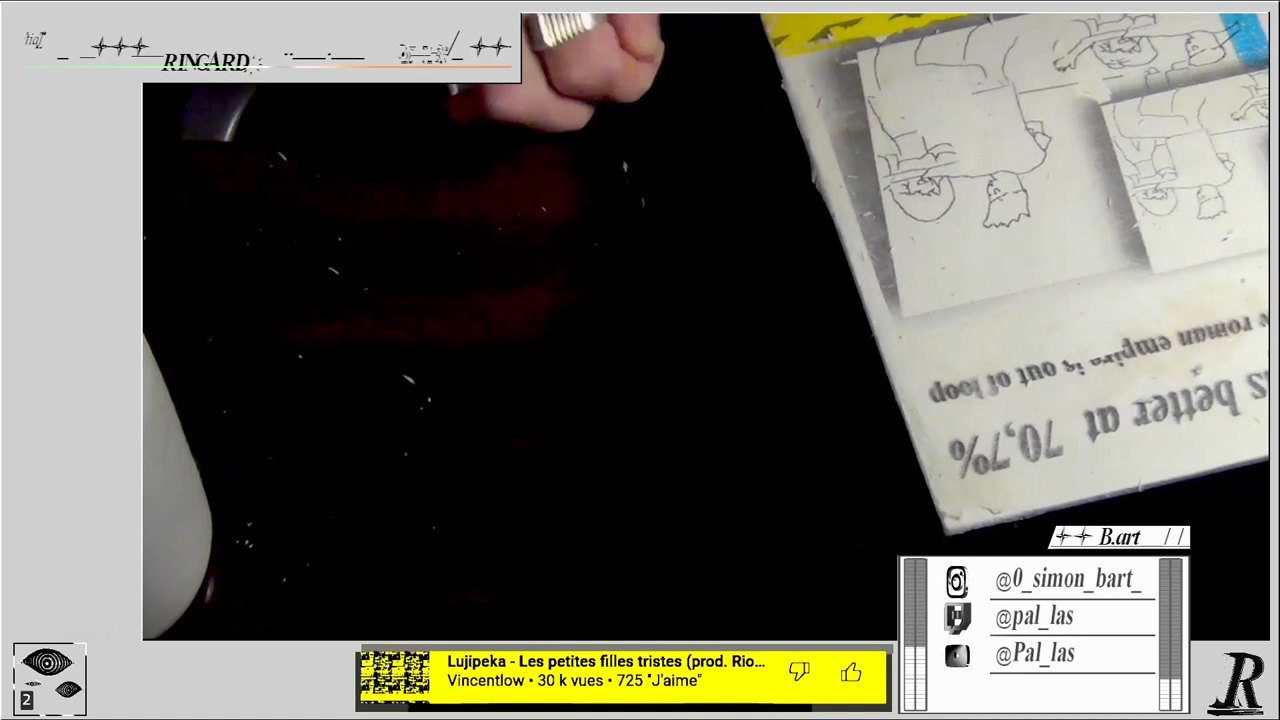 RINGARD
roman empire is out of loop
s better at 70,7%
B.art //
@0_simon_bart_
@pal_las
@Pal_las
2
Lujipeka - Les petites filles tristes (prod. Rio...
Vincentlow • 30 k vues • 725 "J'aime"
R